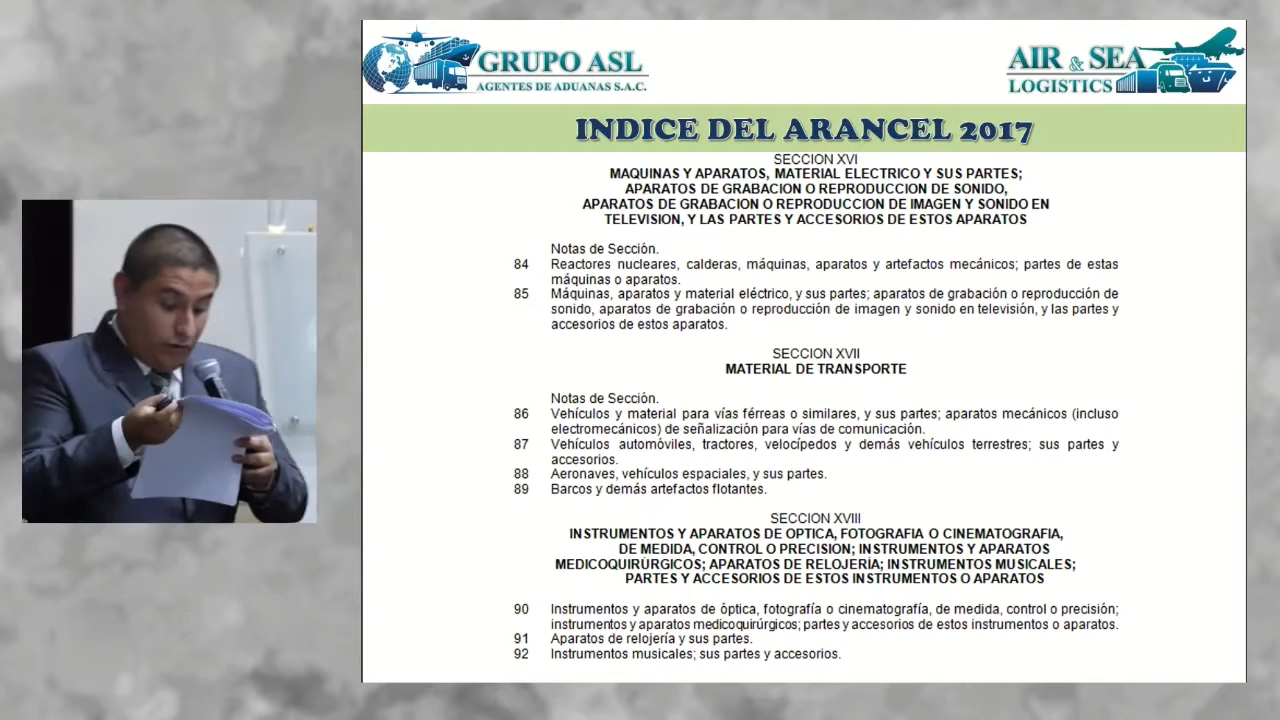 GRUPO ASL
AGENTES DE ADUANAS S.A.C.
AIR & SEA
LOGISTICS
INDICE DEL ARANCEL 2017
SECCION XVI
MAQUINAS Y APARATOS, MATERIAL ELECTRICO Y SUS PARTES;
APARATOS DE GRABACION O REPRODUCCION DE SONIDO,
APARATOS DE GRABACION O REPRODUCCION DE IMAGEN Y SONIDO EN
TELEVISION, Y LAS PARTES Y ACCESORIOS DE ESTOS APARATOS
Notas de Sección.
84 Reactores nucleares, calderas, máquinas, aparatos y artefactos mecánicos; partes de estas
máquinas o aparatos.
85 Máquinas, aparatos y material eléctrico, y sus partes; aparatos de grabación o reproducción de
sonido, aparatos de grabación o reproducción de imagen y sonido en televisión, y las partes y
accesorios de estos aparatos.
SECCION XVII
MATERIAL DE TRANSPORTE
Notas de Sección.
86 Vehículos y material para vías férreas o similares, y sus partes; aparatos mecánicos (incluso
electromecánicos) de señalización para vías de comunicación.
87 Vehículos automóviles, tractores, velocípedos y demás vehículos terrestres; sus partes y
accesorios.
88 Aeronaves, vehículos espaciales, y sus partes.
89 Barcos y demás artefactos flotantes.
SECCION XVIII
INSTRUMENTOS Y APARATOS DE OPTICA, FOTOGRAFIA O CINEMATOGRAFIA,
DE MEDIDA, CONTROL O PRECISION; INSTRUMENTOS Y APARATOS
MEDICOQUIRÚRGICOS; APARATOS DE RELOJERIA; INSTRUMENTOS MUSICALES;
PARTES Y ACCESORIOS DE ESTOS INSTRUMENTOS O APARATOS
90 Instrumentos y aparatos de óptica, fotografía o cinematografía, de medida, control o precisión;
instrumentos y aparatos medicoquirúrgicos; partes y accesorios de estos instrumentos o aparatos.
91 Aparatos de relojería y sus partes.
92 Instrumentos musicales; sus partes y accesorios.